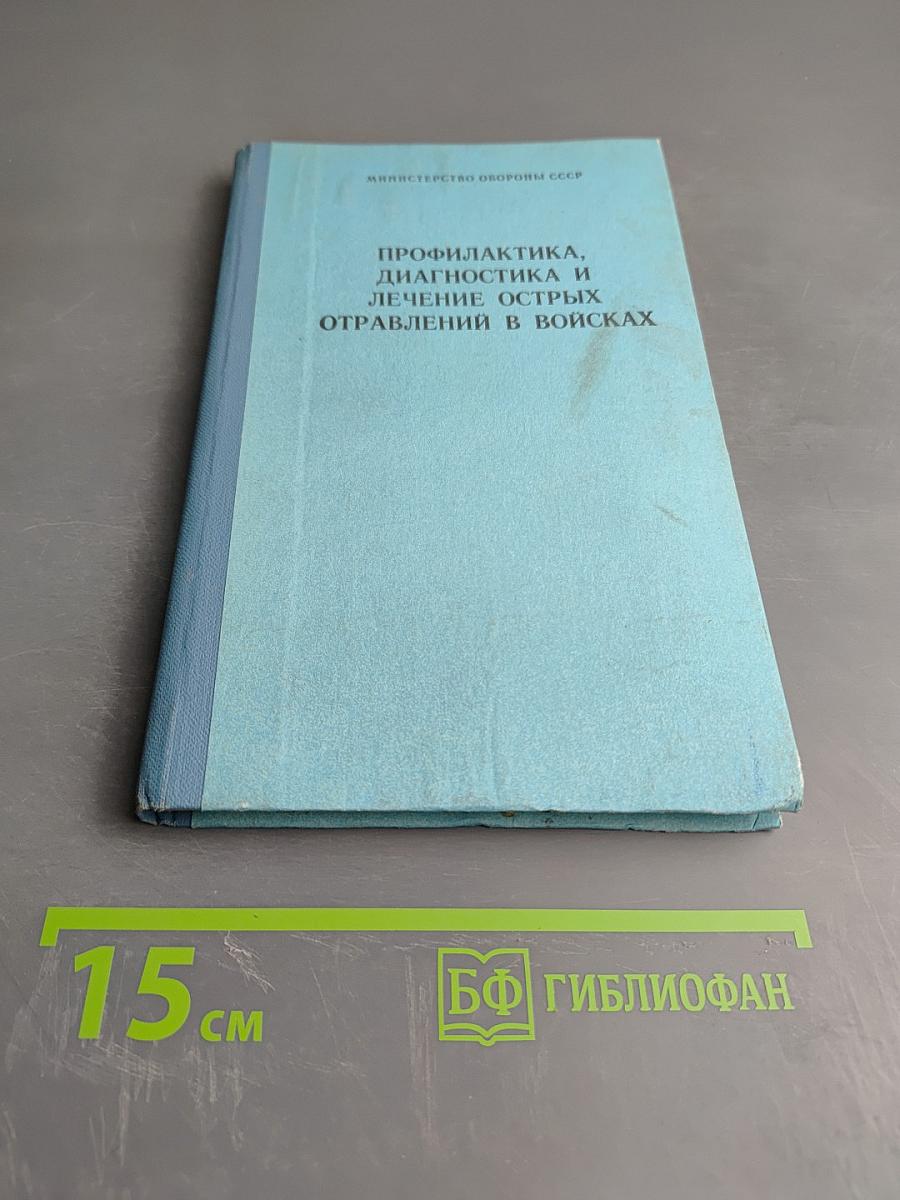 МИНИСТЕРСТВО ОБОРОНЫ СССР
ПРОФИЛАКТИКА,
ДИАГНОСТИКА И
ЛЕЧЕНИЕ ОСТРЫХ
ОТРАВЛЕНИЙ В ВОЙСКАХ
15 см
БФ ГИБЛИОФАН